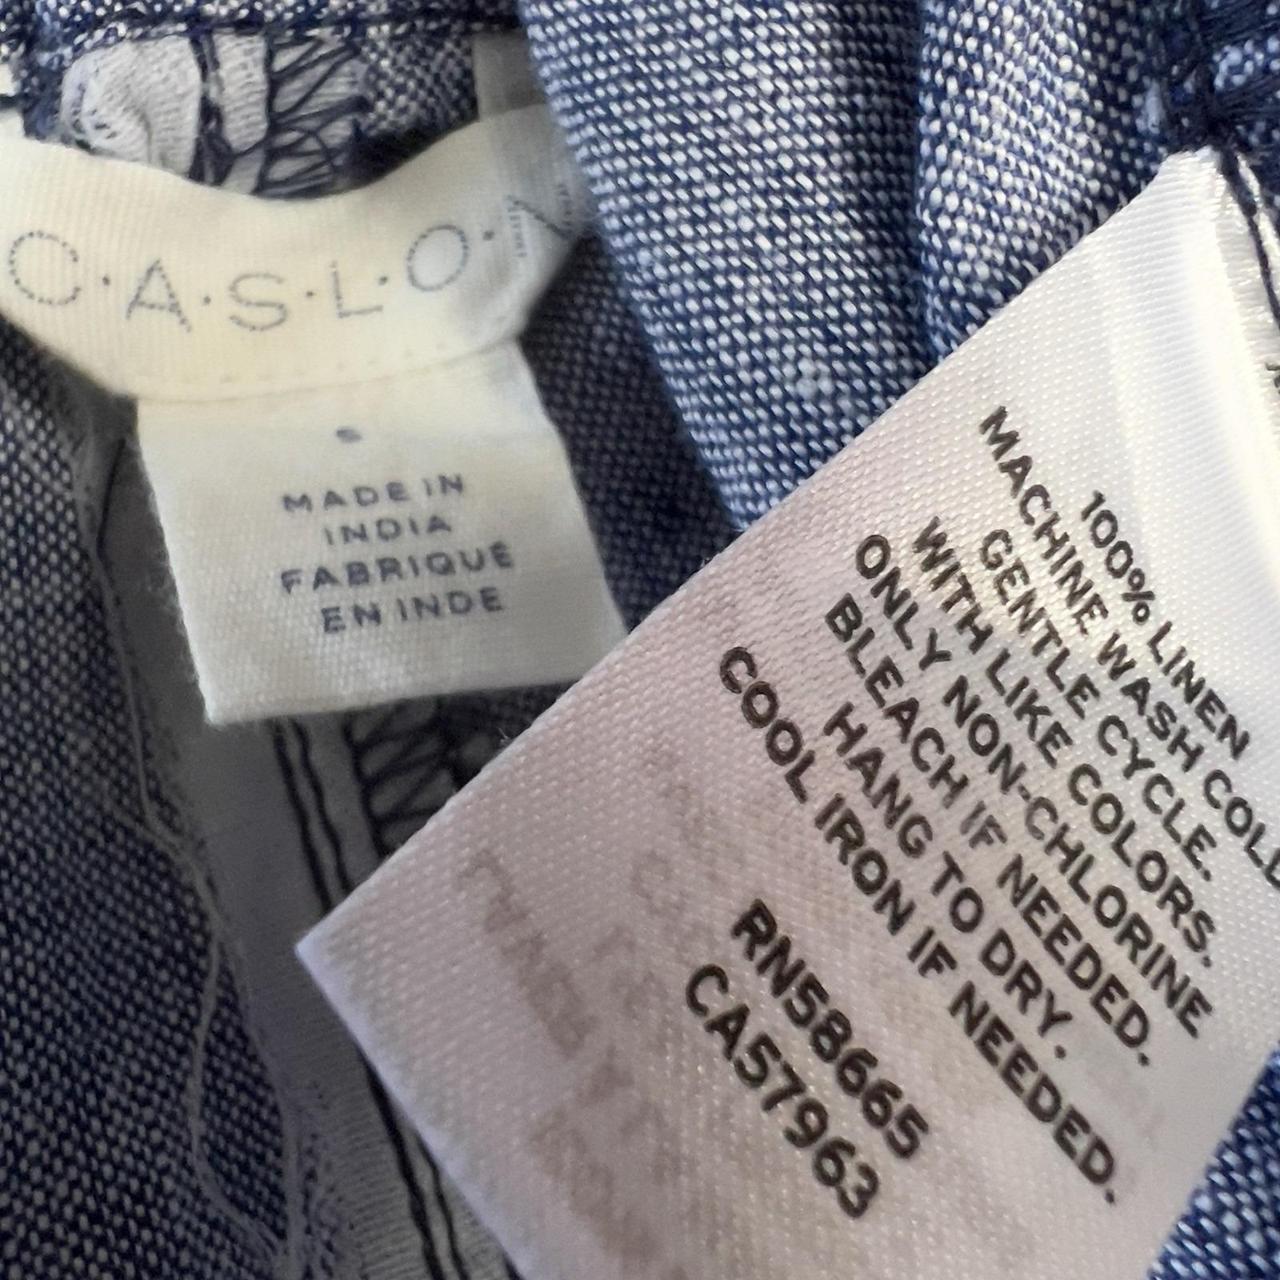 C·A·S·L·O·
S
MADE IN
INDIA
FABRIQUÉ
EN INDE
100% LINEN
MACHINE WASH COLD
GENTLE CYCLE.
WITH LIKE COLORS.
ONLY NON-CHLORINE
BLEACH IF NEEDED.
HANG TO DRY.
COOL IRON IF NEEDED.
RN58665
CA57963